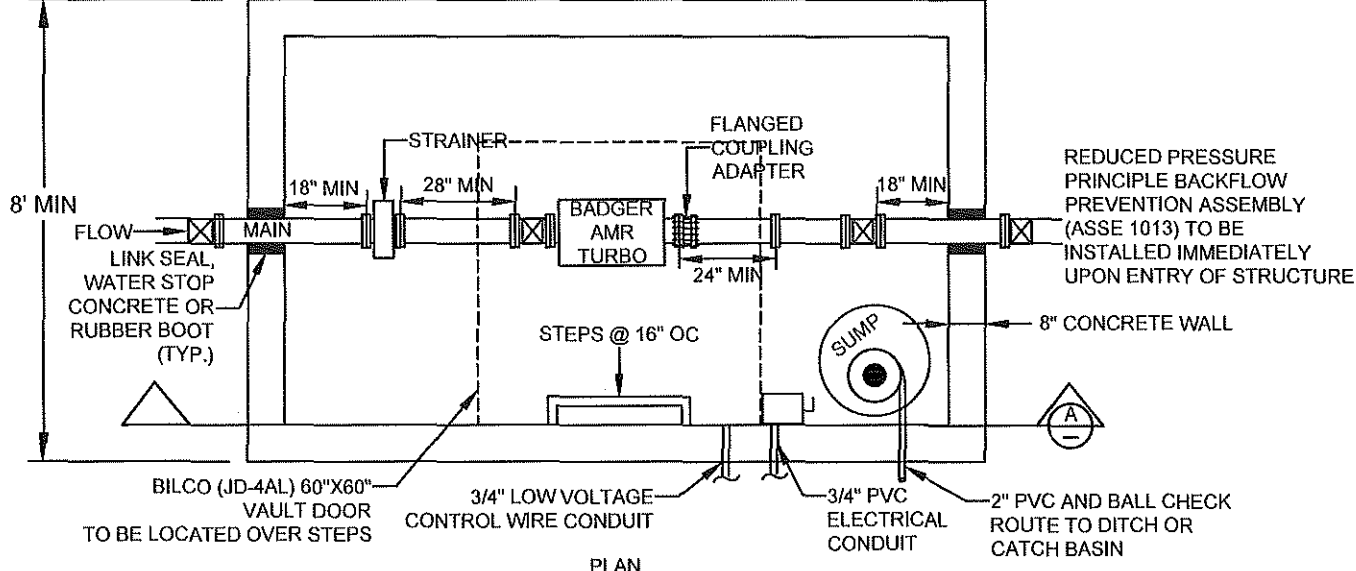 8' MIN
FLOW
MAIN
18" MIN
STRAINER
28" MIN
BADGER
AMR
TURBO
FLANGED
COUPLING
ADAPTER
24" MIN
18" MIN
REDUCED PRESSURE
PRINCIPLE BACKFLOW
PREVENTION ASSEMBLY
(ASSE 1013) TO BE
INSTALLED IMMEDIATELY
UPON ENTRY OF STRUCTURE
LINK SEAL,
WATER STOP
CONCRETE OR
RUBBER BOOT
(TYP.)
STEPS @ 16" OC
SUMP
8" CONCRETE WALL
A
–
BILCO (JD-4AL) 60"X60"
VAULT DOOR
TO BE LOCATED OVER STEPS
3/4" LOW VOLTAGE
CONTROL WIRE CONDUIT
3/4" PVC
ELECTRICAL
CONDUIT
2" PVC AND BALL CHECK
ROUTE TO DITCH OR
CATCH BASIN
PLAN